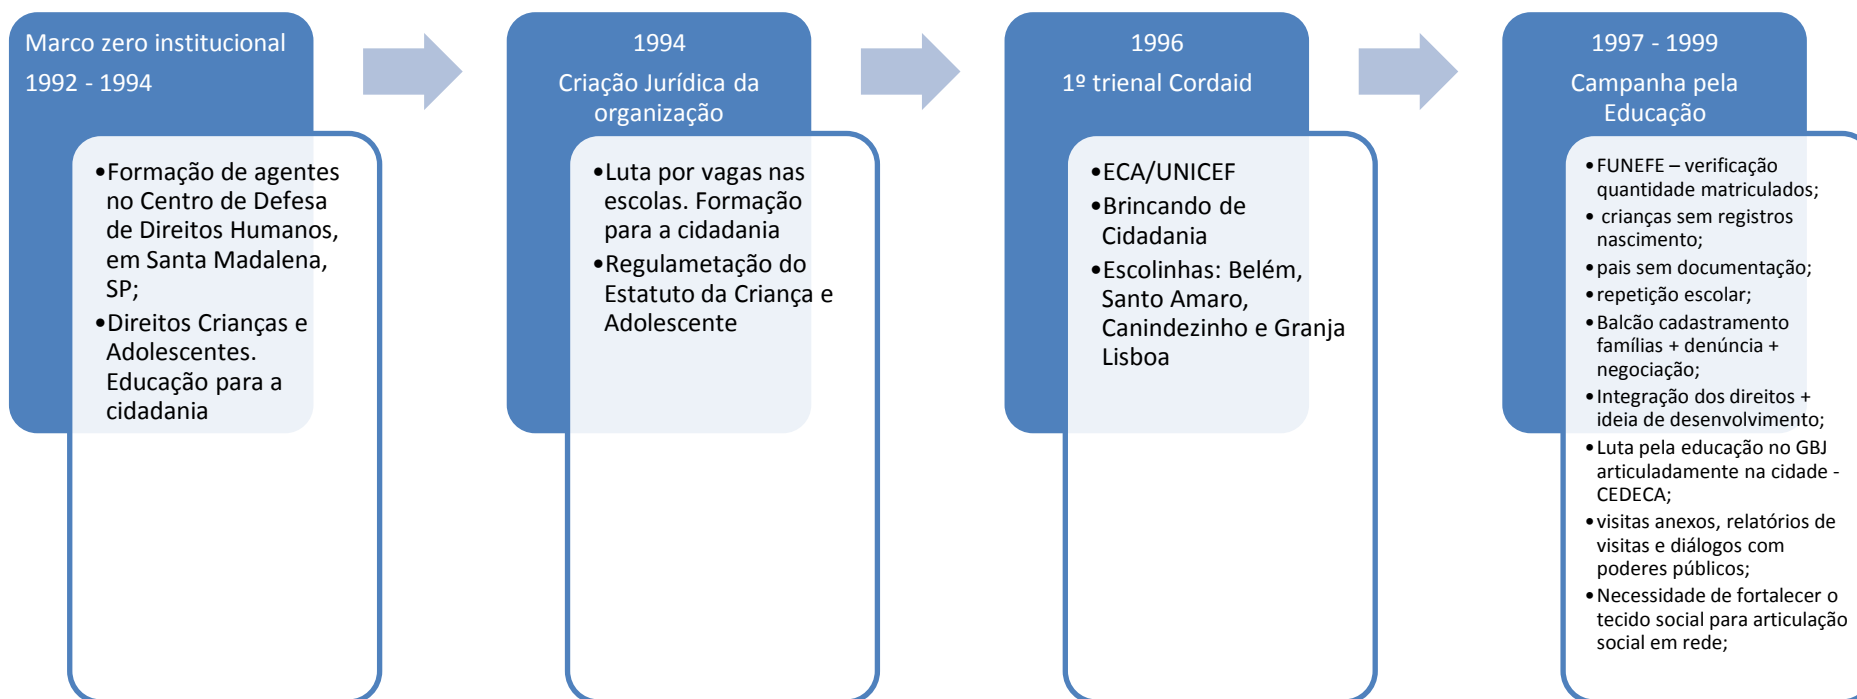 Marco zero institucional
1992 - 1994
•Formação de agentes
no Centro de Defesa
de Direitos Humanos,
em Santa Madalena,
SP;
•Direitos Crianças e
Adolescentes.
Educação para a
cidadania
1994
Criação Jurídica da
organização
•Luta por vagas nas
escolas. Formação
para a cidadania
•Regulametação do
Estatuto da Criança e
Adolescente
1996
1º trienal Cordaid
•ECA/UNICEF
•Brincando de
Cidadania
•Escolinhas: Belém,
Santo Amaro,
Canindezinho e Granja
Lisboa
1997 - 1999
Campanha pela
Educação
•FUNEFE – verificação
quantidade matriculados;
• crianças sem registros
nascimento;
•pais sem documentação;
•repetição escolar;
•Balcão cadastramento
famílias + denúncia +
negociação;
•Integração dos direitos +
ideia de desenvolvimento;
•Luta pela educação no GBJ
articuladamente na cidade -
CEDECA;
•visitas anexos, relatórios de
visitas e diálogos com
poderes públicos;
•Necessidade de fortalecer o
tecido social para articulação
social em rede;